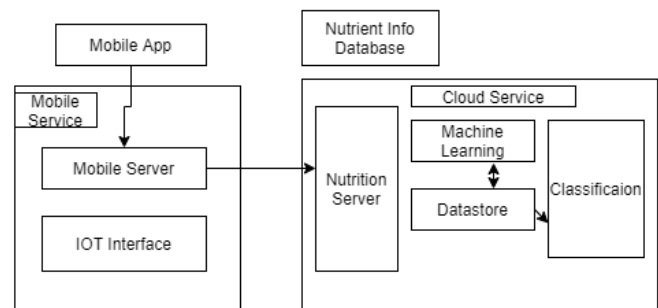 Mobile App
Nutrient Info
Database
Mobile
Service
Cloud Service
Mobile Server
Nutrition
Server
Machine
Learning
Classificaion
Datastore
IOT Interface